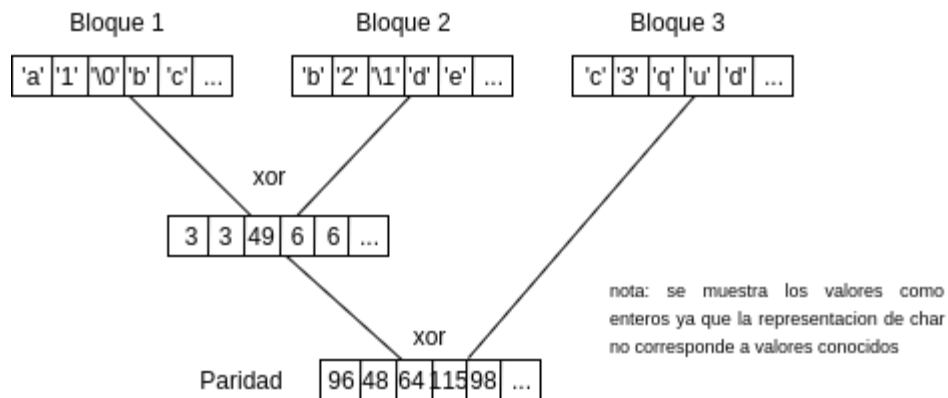 Bloque 1 Bloque 2 Bloque 3
'a' '1' '\0' 'b' 'c' ... 'b' '2' '\1' 'd' 'e' ... 'c' '3' 'q' 'u' 'd' ...
xor
3 3 49 6 6 ...
nota: se muestra los valores como
enteros ya que la representacion de char
no corresponde a valores conocidos
xor
Paridad 96 48 64 115 98 ...